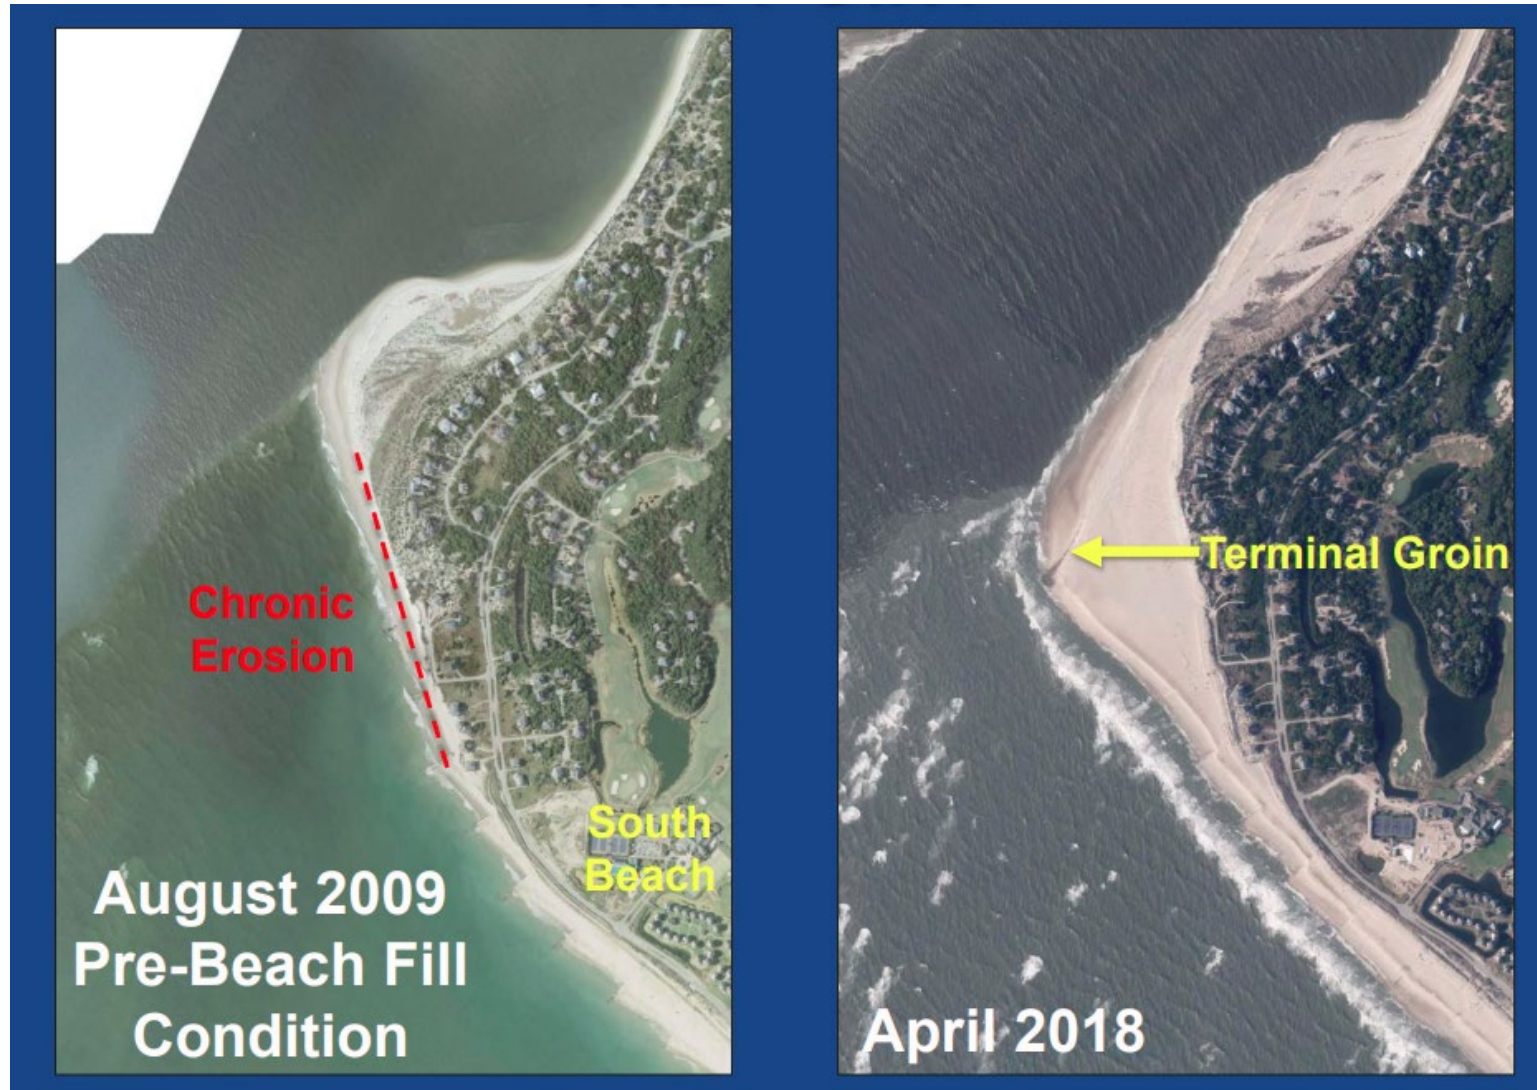 Chronic
Erosion
South
Beach
August 2009
Pre-Beach Fill
Condition
Terminal Groin
April 2018